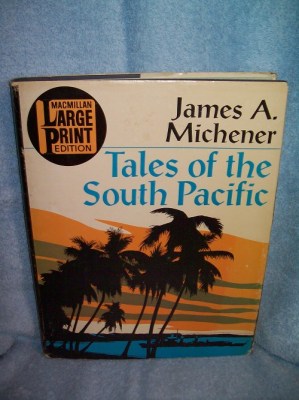 MACMILLAN
LARGE
PRINT
EDITION
James A.
Michener
Tales of the
South Pacific